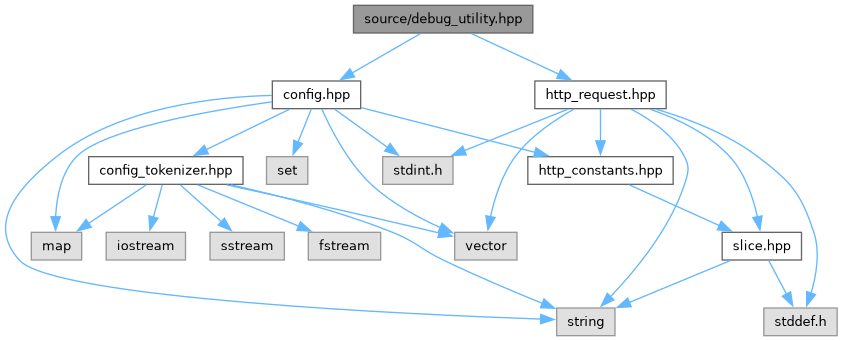 source/debug_utility.hpp
config.hpp
http_request.hpp
config_tokenizer.hpp
set
stdint.h
http_constants.hpp
map
iostream
sstream
fstream
vector
slice.hpp
string
stddef.h